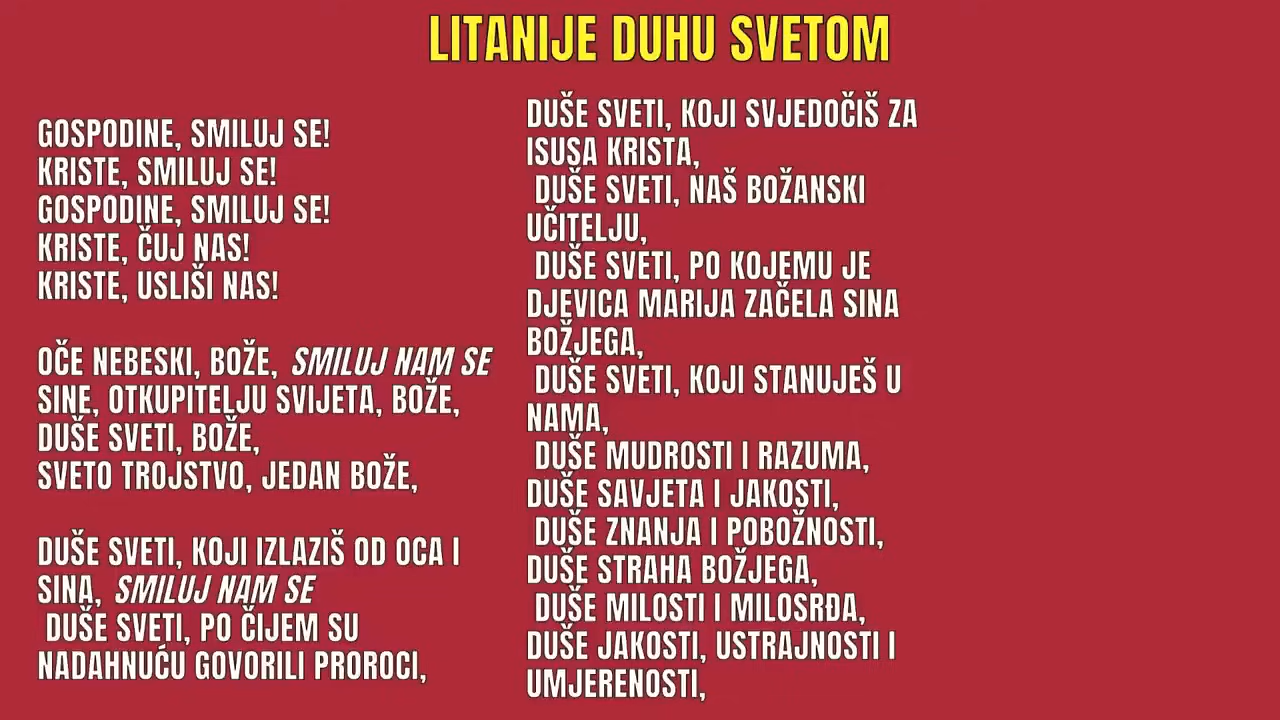 LITANIJE DUHU SVETOM
GOSPODINE, SMILUJ SE!
KRISTE, SMILUJ SE!
GOSPODINE, SMILUJ SE!
KRISTE, ČUJ NAS!
KRISTE, USLIŠI NAS!
OČE NEBESKI, BOŽE, SMILUJ NAM SE
SINE, OTKUPITELJU SVIJETA, BOŽE,
DUŠE SVETI, BOŽE,
SVETO TROJSTVO, JEDAN BOŽE,
DUŠE SVETI, KOJI IZLAZIŠ OD OCA I
SINA, SMILUJ NAM SE
DUŠE SVETI, PO ČIJEM SU
NADAHNUĆU GOVORILI PROROCI,
DUŠE SVETI, KOJI SVJEDOČIŠ ZA
ISUSA KRISTA,
DUŠE SVETI, NAŠ BOŽANSKI
UČITELJU,
DUŠE SVETI, PO KOJEMU JE
DJEVICA MARIJA ZAČELA SINA
BOŽJEGA,
DUŠE SVETI, KOJI STANUJEŠ U
NAMA,
DUŠE MUDROSTI I RAZUMA,
DUŠE SAVJETA I JAKOSTI,
DUŠE ZNANJA I POBOŽNOSTI,
DUŠE STRAHA BOŽJEGA,
DUŠE MILOSTI I MILOSRĐA,
DUŠE JAKOSTI, USTRAJNOSTI I
UMJERENOSTI,